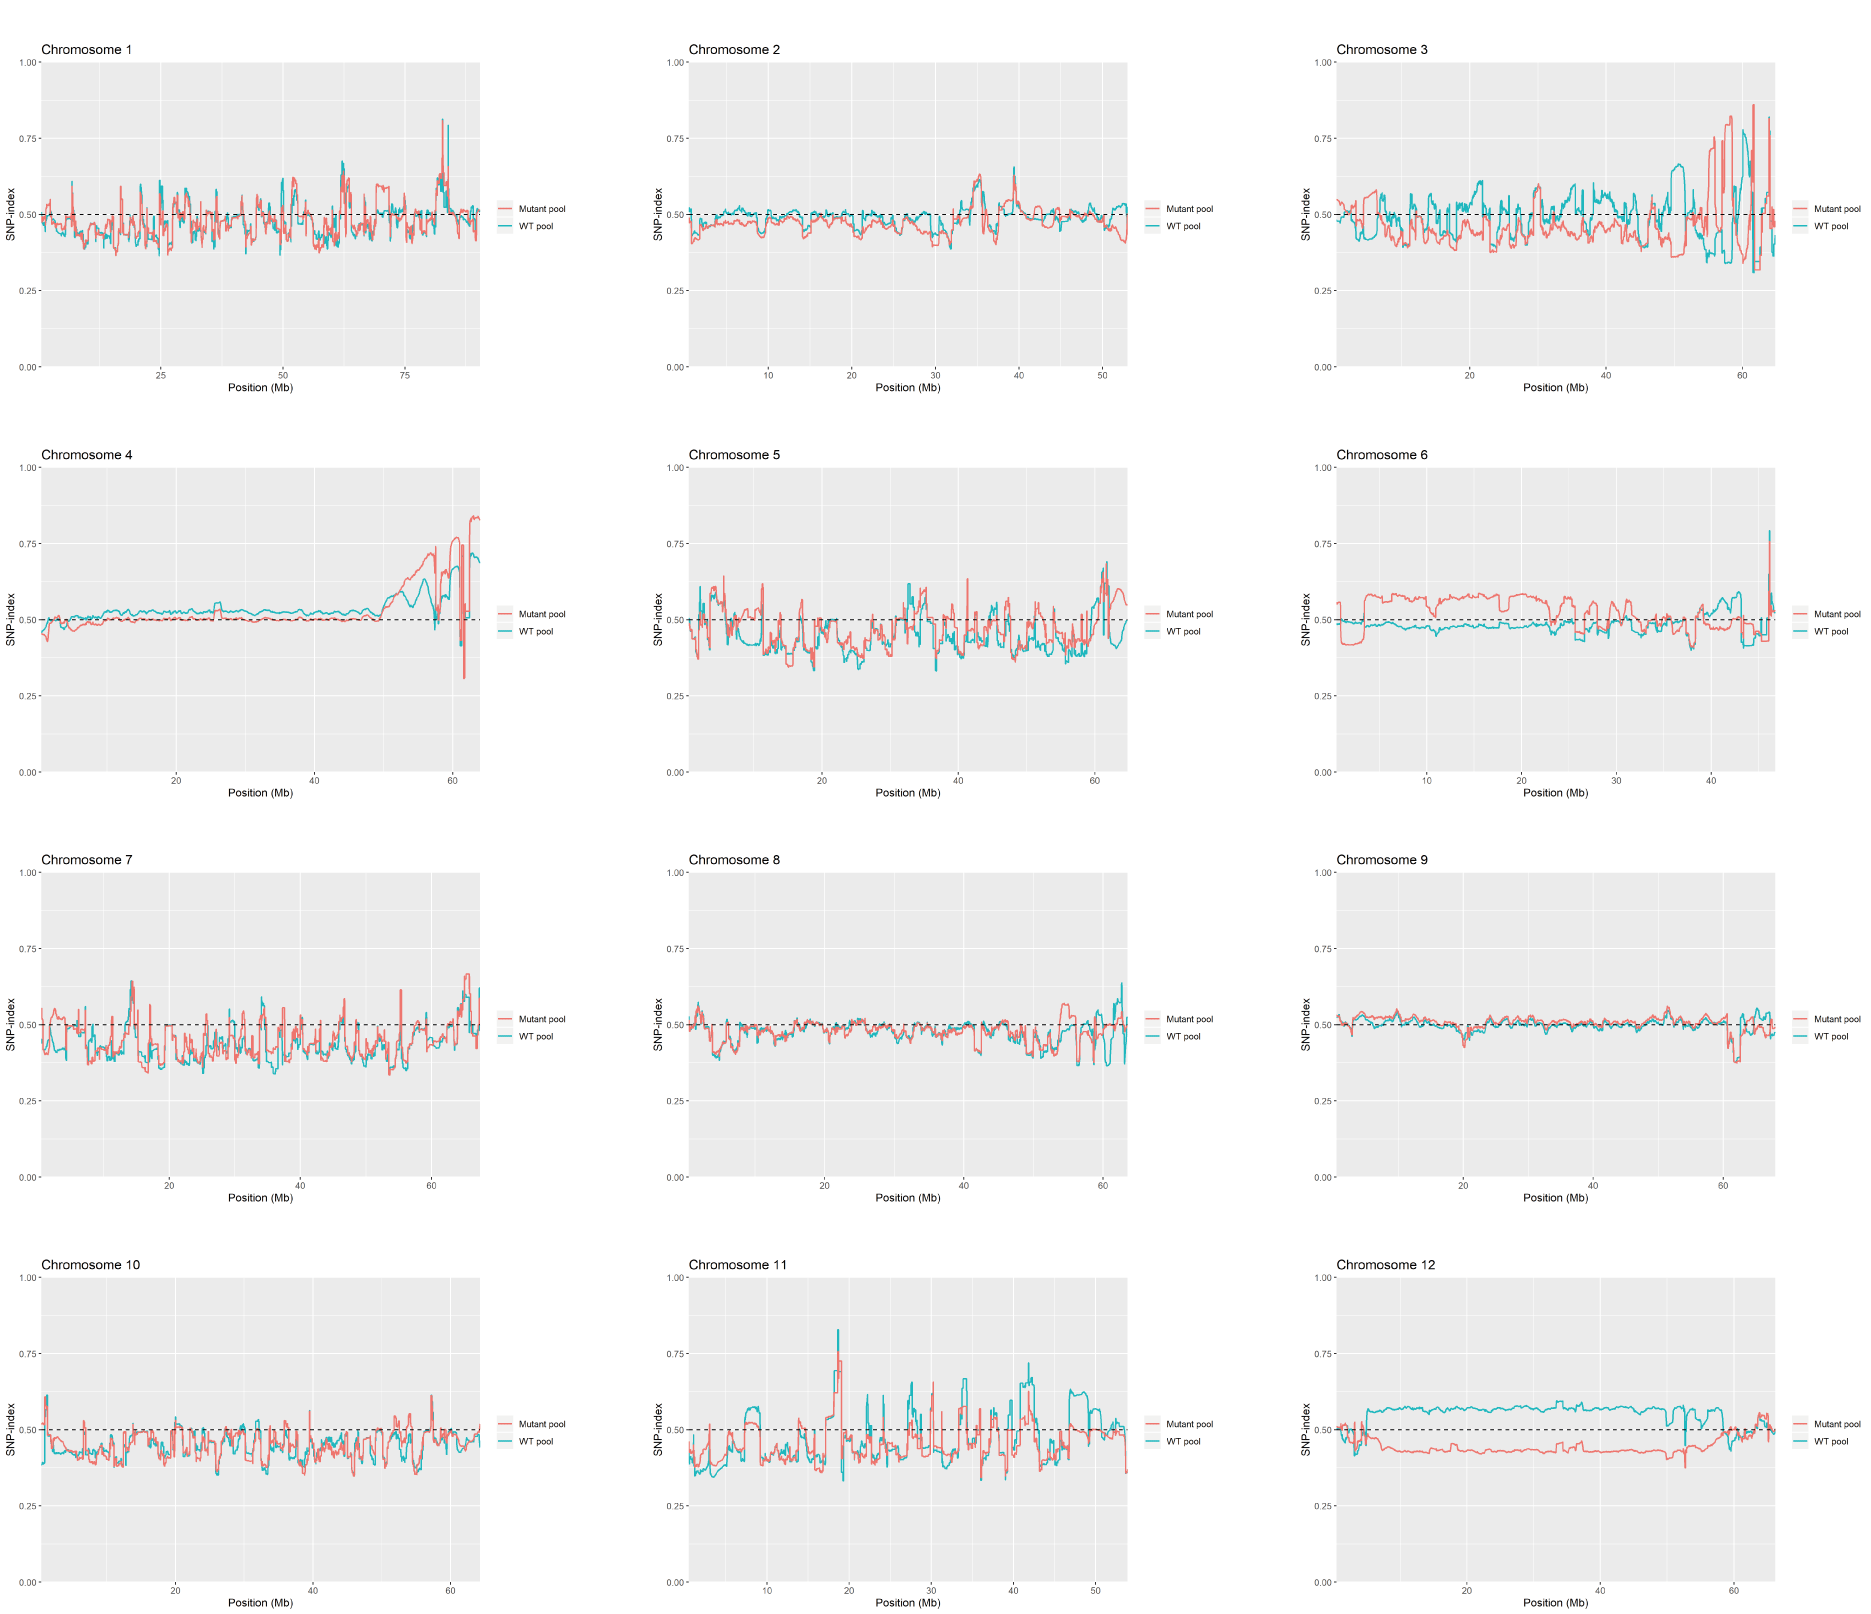 Chromosome 1
1.00
0.75
0.50
0.25
0.00
SNP-index
25
50
75
Position (Mb)
Mutant pool
WT pool
Chromosome 2
1.00
0.75
0.50
0.25
0.00
SNP-index
10
20
30
40
50
Position (Mb)
Mutant pool
WT pool
Chromosome 3
1.00
0.75
0.50
0.25
0.00
SNP-index
20
40
60
Position (Mb)
Mutant pool
WT pool
Chromosome 4
1.00
0.75
0.50
0.25
0.00
SNP-index
20
40
60
Position (Mb)
Mutant pool
WT pool
Chromosome 5
1.00
0.75
0.50
0.25
0.00
SNP-index
20
40
60
Position (Mb)
Mutant pool
WT pool
Chromosome 6
1.00
0.75
0.50
0.25
0.00
SNP-index
10
20
30
40
Position (Mb)
Mutant pool
WT pool
Chromosome 7
1.00
0.75
0.50
0.25
0.00
SNP-index
20
40
60
Position (Mb)
Mutant pool
WT pool
Chromosome 8
1.00
0.75
0.50
0.25
0.00
SNP-index
20
40
60
Position (Mb)
Mutant pool
WT pool
Chromosome 9
1.00
0.75
0.50
0.25
0.00
SNP-index
20
40
60
Position (Mb)
Mutant pool
WT pool
Chromosome 10
1.00
0.75
0.50
0.25
0.00
SNP-index
20
40
60
Position (Mb)
Mutant pool
WT pool
Chromosome 11
1.00
0.75
0.50
0.25
0.00
SNP-index
10
20
30
40
50
Position (Mb)
Mutant pool
WT pool
Chromosome 12
1.00
0.75
0.50
0.25
0.00
SNP-index
20
40
60
Position (Mb)
Mutant pool
WT pool